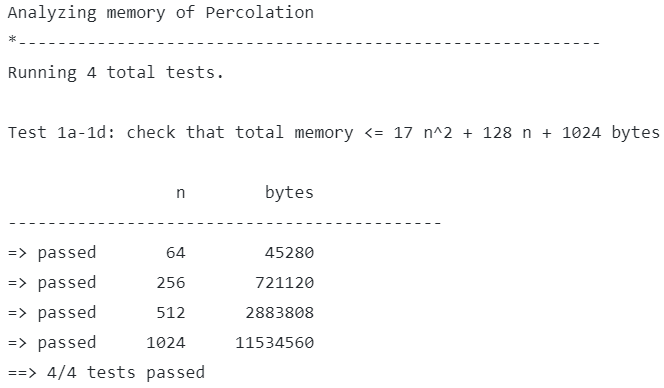 Analyzing memory of Percolation
*-----------------------------------------------------------
Running 4 total tests.
Test 1a-1d: check that total memory <= 17 n^2 + 128 n + 1024 bytes
n bytes
--------------------------------------------
=> passed 64 45280
=> passed 256 721120
=> passed 512 2883808
=> passed 1024 11534560
==> 4/4 tests passed